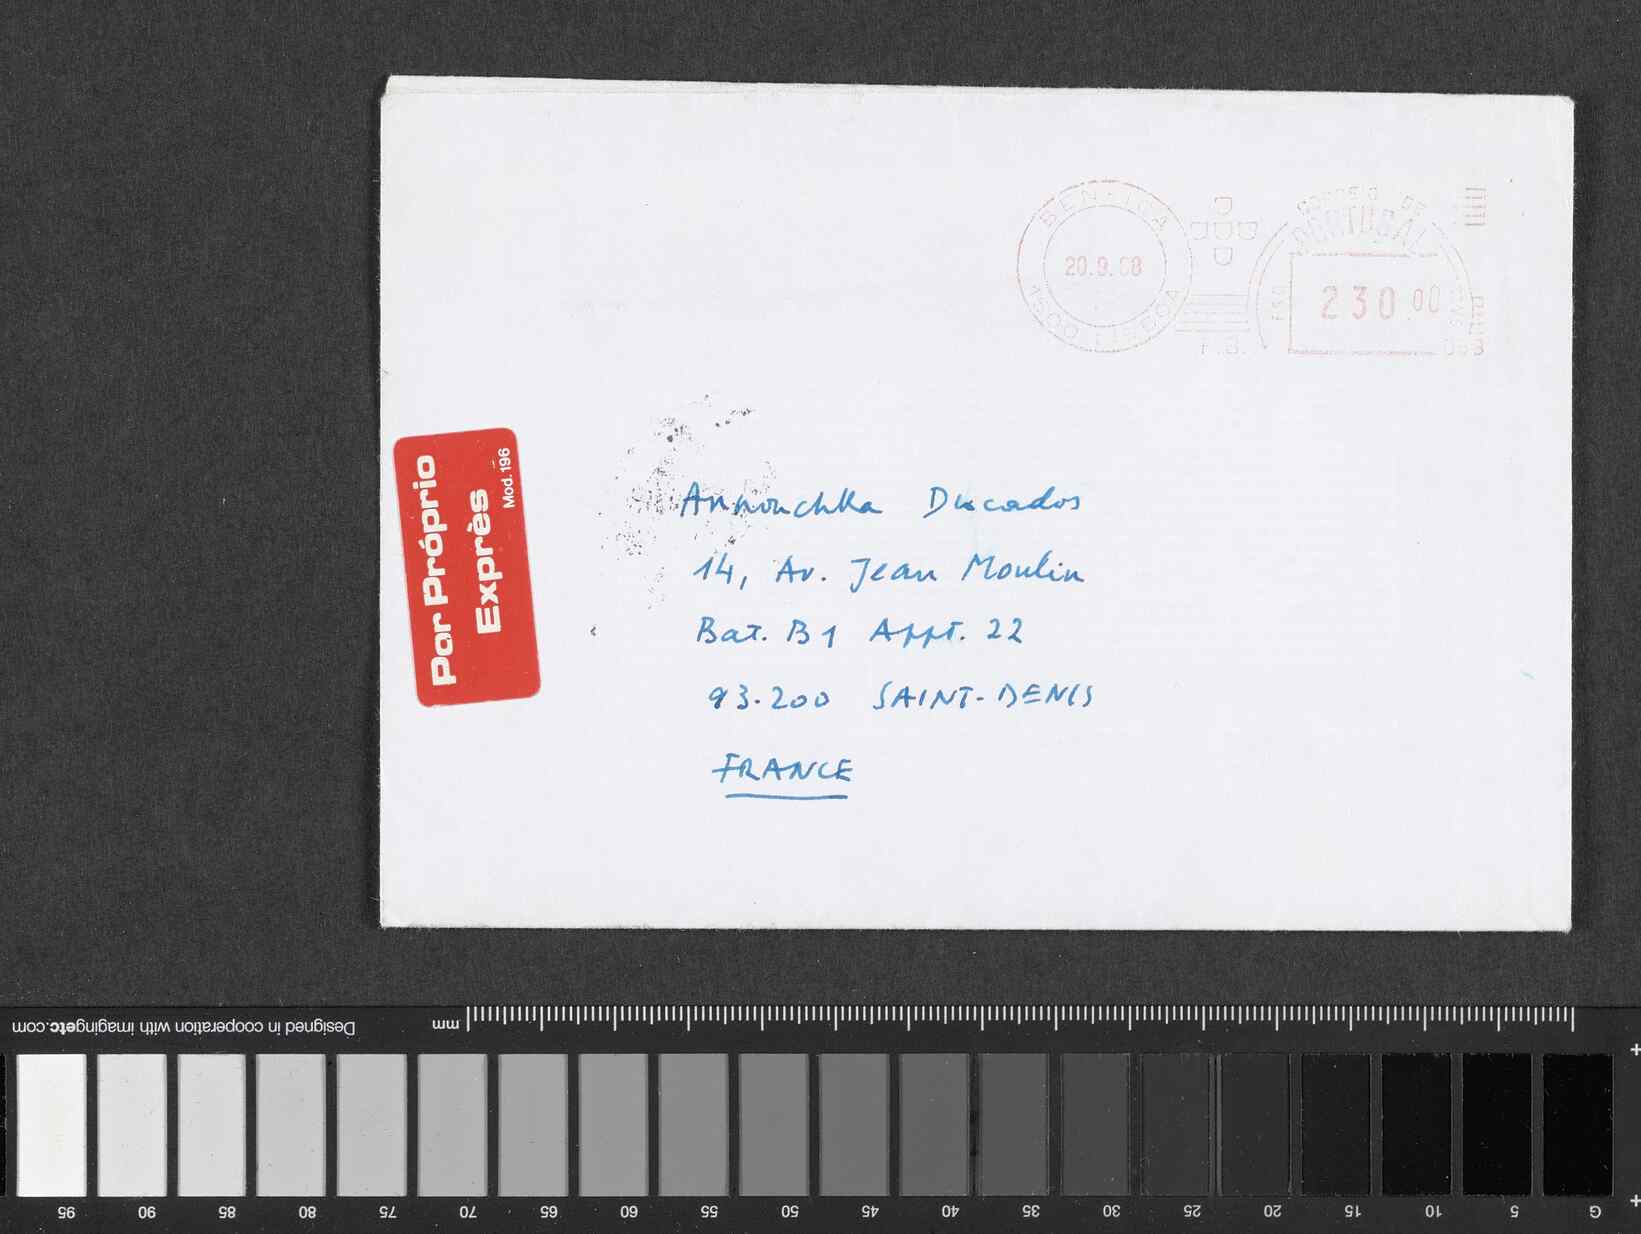 BENFICA
20.9.88
1500 LISBOA
CORREIO DE
PORTUGAL
230.00
Por Próprio
Exprès
Mod. 196
Annouchka Ducados
14, Av. Jean Moulin
Bat. B1 Appt. 22
93.200 SAINT-DENIS
FRANCE
Designed in cooperation with imagingetc.com
mm
95 90 85 80 75 70 65 60 55 50 45 40 35 30 25 20 15 10 5 G